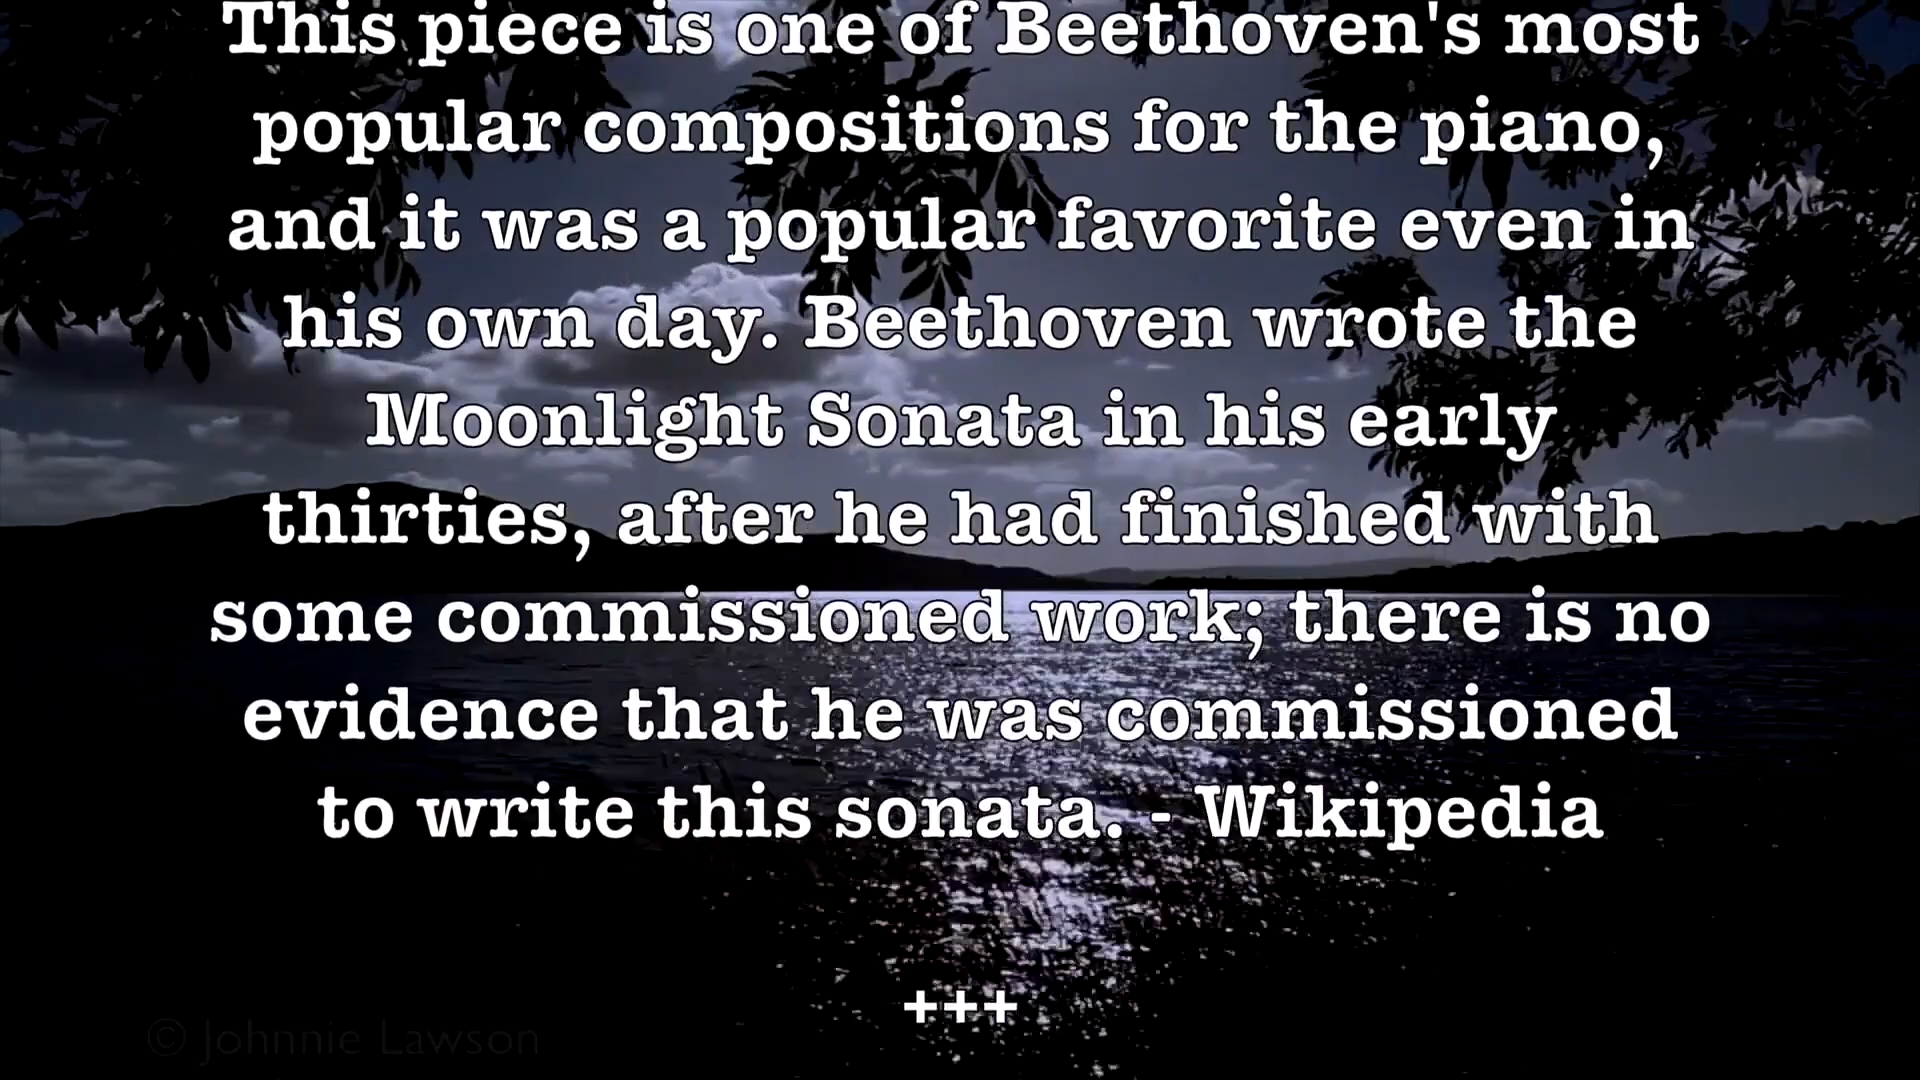 This piece is one of Beethoven's most
popular compositions for the piano,
and it was a popular favorite even in
his own day. Beethoven wrote the
Moonlight Sonata in his early
thirties, after he had finished with
some commissioned work; there is no
evidence that he was commissioned
to write this sonata. - Wikipedia
+++
© Johnnie Lawson